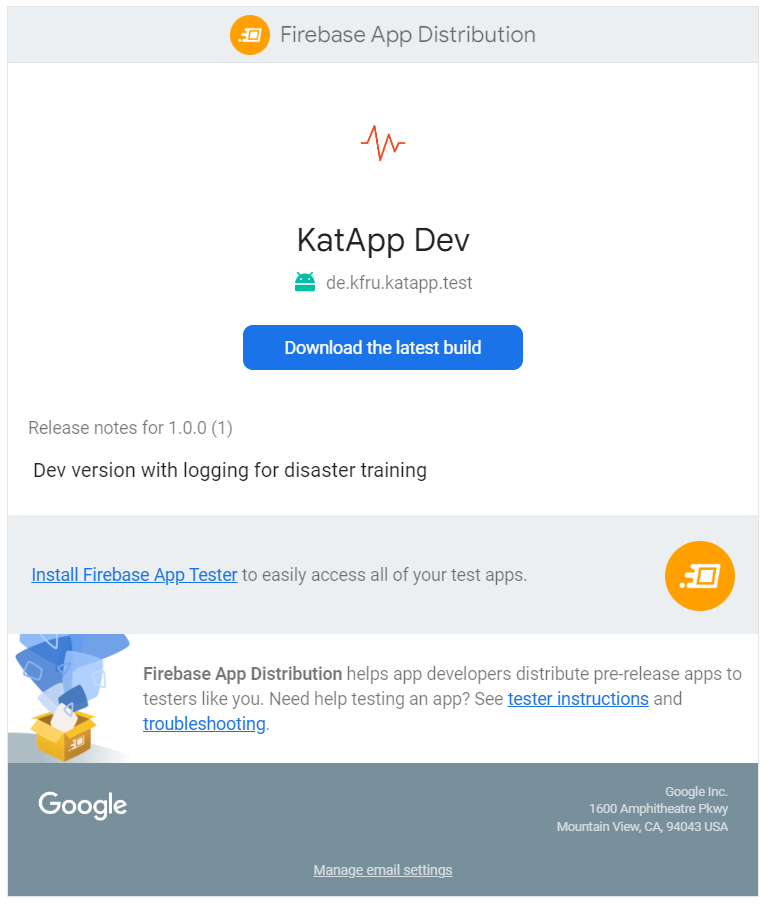 Firebase App Distribution
KatApp Dev
de.kfru.katapp.test
Download the latest build
Release notes for 1.0.0 (1)
Dev version with logging for disaster training
Install Firebase App Tester to easily access all of your test apps.
Firebase App Distribution helps app developers distribute pre-release apps to
testers like you. Need help testing an app? See tester instructions and
troubleshooting.
Google
Google Inc.
1600 Amphitheatre Pkwy
Mountain View, CA, 94043 USA
Manage email settings